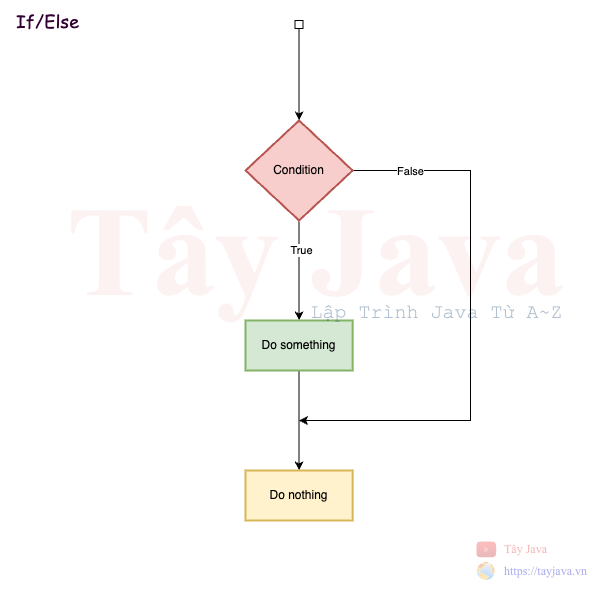 If/Else
Condition
False
True
Tây Java
Lập Trình Java Từ A~Z
Do something
Do nothing
Tây Java
https://tayjava.vn